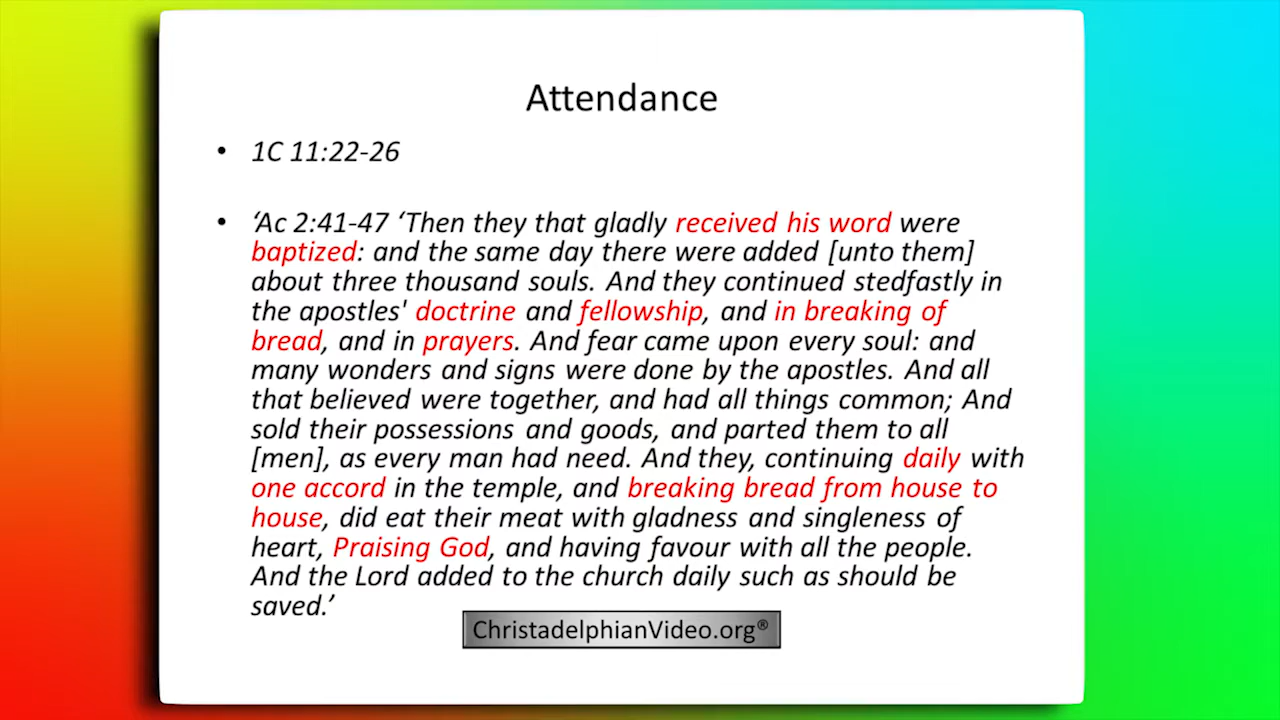 Attendance
• 1C 11:22-26
• ‘Ac 2:41-47 ‘Then they that gladly received his word were
baptized: and the same day there were added [unto them]
about three thousand souls. And they continued stedfastly in
the apostles' doctrine and fellowship, and in breaking of
bread, and in prayers. And fear came upon every soul: and
many wonders and signs were done by the apostles. And all
that believed were together, and had all things common; And
sold their possessions and goods, and parted them to all
[men], as every man had need. And they, continuing daily with
one accord in the temple, and breaking bread from house to
house, did eat their meat with gladness and singleness of
heart, Praising God, and having favour with all the people.
And the Lord added to the church daily such as should be
saved.’
ChristadelphianVideo.org®